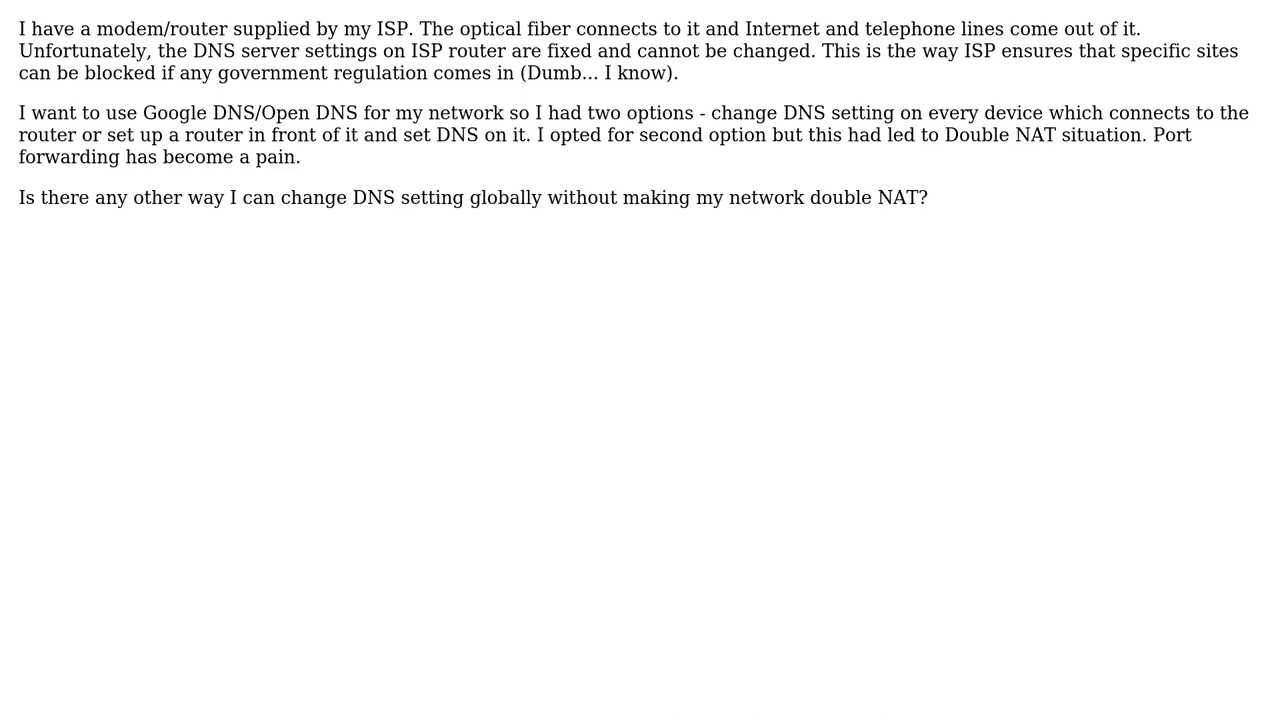 I have a modem/router supplied by my ISP. The optical fiber connects to it and Internet and telephone lines come out of it.
Unfortunately, the DNS server settings on ISP router are fixed and cannot be changed. This is the way ISP ensures that specific sites
can be blocked if any government regulation comes in (Dumb... I know).
I want to use Google DNS/Open DNS for my network so I had two options - change DNS setting on every device which connects to the
router or set up a router in front of it and set DNS on it. I opted for second option but this had led to Double NAT situation. Port
forwarding has become a pain.
Is there any other way I can change DNS setting globally without making my network double NAT?